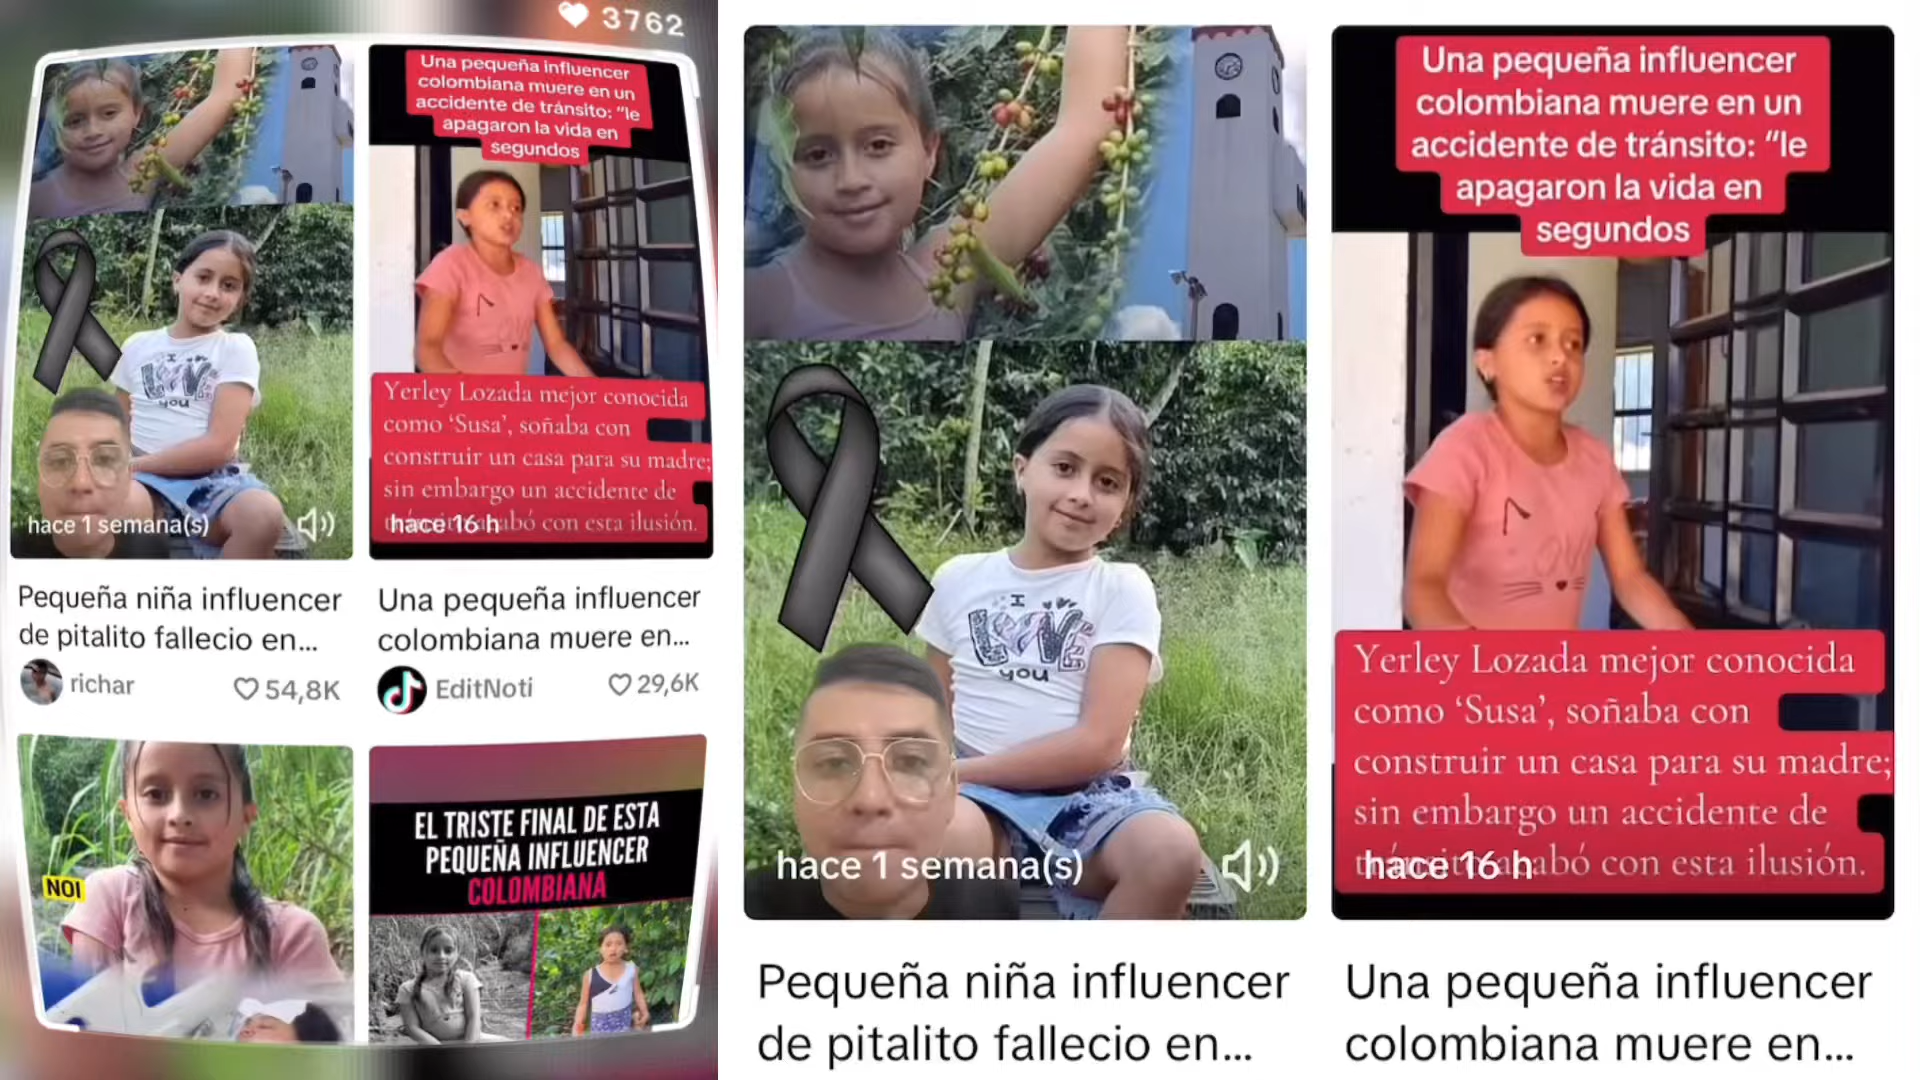 3762
Una pequeña influencer
colombiana muere en un
accidente de tránsito: “le
apagaron la vida en
segundos
I
LOVE
you
Yerley Lozada mejor conocida
como ‘Susa’, soñaba con
construir un casa para su madre;
sin embargo un accidente de
tránsito acabó con esta ilusión.
hace 1 semana(s)
hace 16 h
Pequeña niña influencer
de pitalito fallecio en...
Una pequeña influencer
colombiana muere en...
richar
54,8K
EditNoti
29,6K
NOI
EL TRISTE FINAL DE ESTA
PEQUEÑA INFLUENCER
COLOMBIANA
Una pequeña influencer
colombiana muere en un
accidente de tránsito: “le
apagaron la vida en
segundos
I
LOVE
you
Yerley Lozada mejor conocida
como ‘Susa’, soñaba con
construir un casa para su madre;
sin embargo un accidente de
tránsito acabó con esta ilusión.
hace 1 semana(s)
hace 16 h
Pequeña niña influencer
de pitalito fallecio en...
Una pequeña influencer
colombiana muere en...